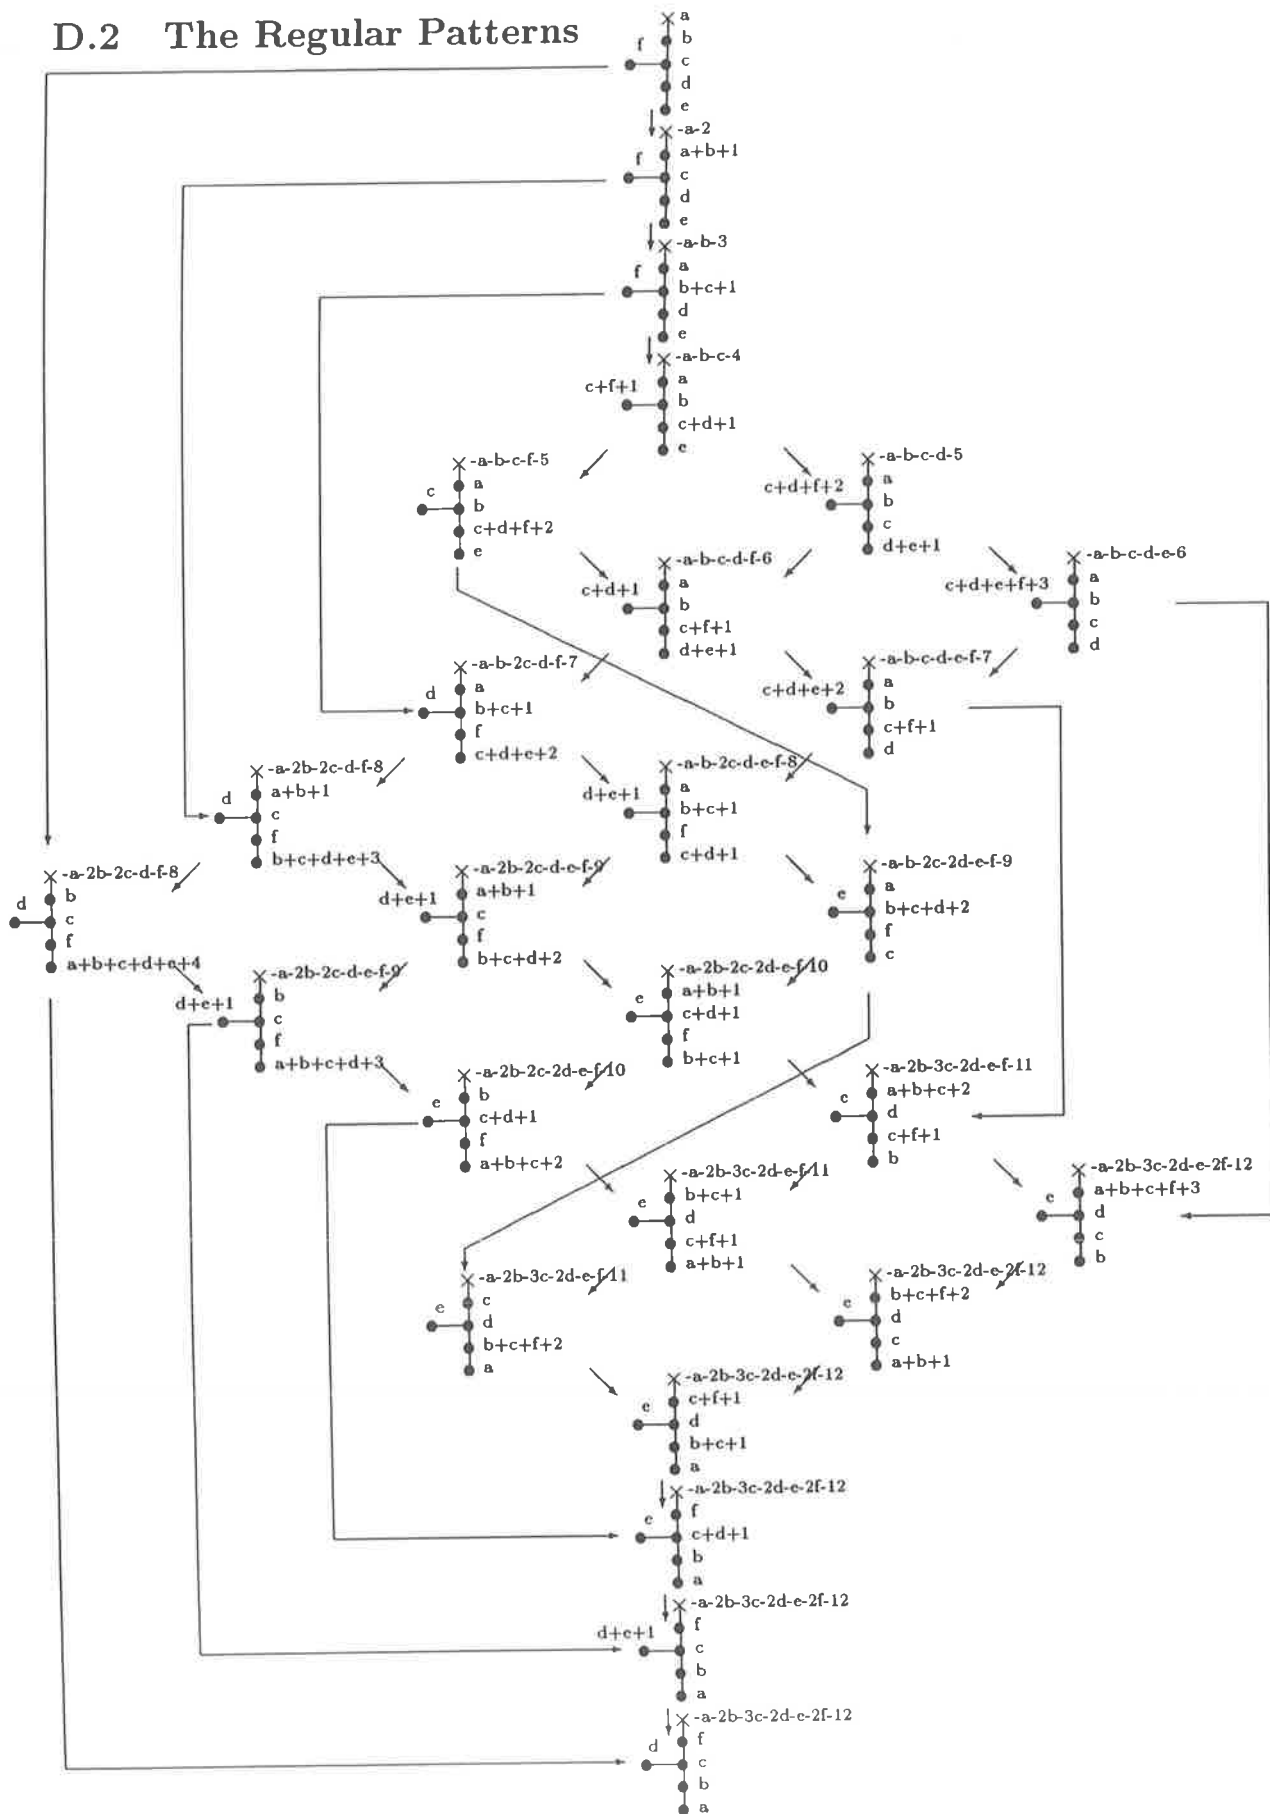 D.2 The Regular Patterns
a
b
f
c
d
e
-a-2
a+b+1
f
c
d
e
-a-b-3
a
f
b+c+1
d
e
-a-b-c-4
a
c+f+1
b
c+d+1
e
-a-b-c-f-5
a
c
b
c+d+f+2
e
-a-b-c-d-5
a
c+d+f+2
b
c
d+e+1
-a-b-c-d-f-6
a
c+d+1
b
c+f+1
d+e+1
-a-b-c-d-e-6
a
c+d+e+f+3
b
c
d
-a-b-2c-d-f-7
a
d
b+c+1
f
c+d+e+2
-a-b-c-d-e-f-7
a
c+d+e+2
b
c+f+1
d
-a-2b-2c-d-f-8
a+b+1
d
c
f
b+c+d+e+3
-a-b-2c-d-e-f-8
a
d+e+1
b+c+1
f
c+d+1
-a-2b-2c-d-f-8
b
d
c
f
a+b+c+d+e+4
-a-2b-2c-d-e-f-9
a+b+1
d+e+1
c
f
b+c+d+2
-a-b-2c-2d-e-f-9
a
e
b+c+d+2
f
c
-a-2b-2c-d-e-f-9
b
d+e+1
c
f
a+b+c+d+3
-a-2b-2c-2d-e-f-10
a+b+1
e
c+d+1
f
b+c+1
-a-2b-2c-2d-e-f-10
b
e
c+d+1
f
a+b+c+2
-a-2b-3c-2d-e-f-11
a+b+c+2
e
d
c+f+1
b
-a-2b-3c-2d-e-f-11
b+c+1
e
d
c+f+1
a+b+1
-a-2b-3c-2d-e-2f-12
a+b+c+f+3
e
d
c
b
-a-2b-3c-2d-e-f-11
c
e
d
b+c+f+2
a
-a-2b-3c-2d-e-2f-12
b+c+f+2
e
d
c
a+b+1
-a-2b-3c-2d-e-2f-12
c+f+1
e
d
b+c+1
a
-a-2b-3c-2d-e-2f-12
f
e
c+d+1
b
a
-a-2b-3c-2d-e-2f-12
f
d+e+1
c
b
a
-a-2b-3c-2d-e-2f-12
f
d
c
b
a